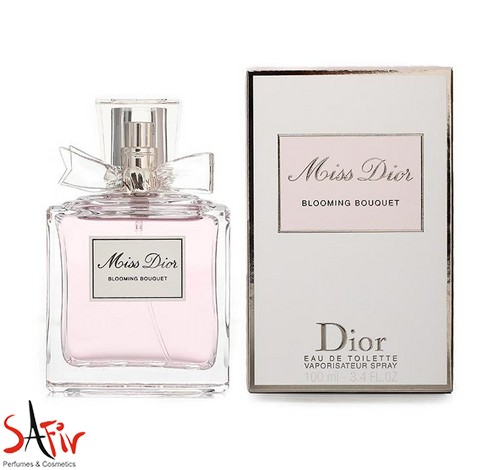 Miss Dior
BLOOMING BOUQUET
Miss Dior
BLOOMING BOUQUET
Dior
EAU DE TOILETTE
VAPORISATEUR SPRAY
100 ml - 3.4 FL.OZ
SAFIR
Perfumes & Cosmetics